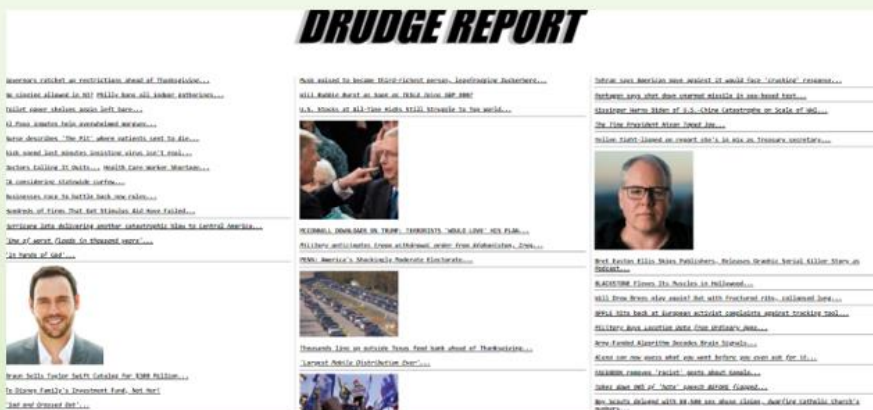 DRUDGE REPORT
Governors ratchet up restrictions ahead of Thanksgiving...
No singing allowed in NJ? Philly bans all indoor gatherings...
Toilet paper shelves again left bare...
El Paso inmates help overwhelmed morgues...
Nurse describes 'The Pit' where patients sent to die...
Sick spend last minutes insisting virus isn't real...
Doctors Calling It Quits... Health Care Worker Shortage...
CA considering statewide curfew...
Businesses race to battle back new rules...
Hundreds of Firms That Got Stimulus Aid Have Failed...
Hurricane Iota delivering another catastrophic blow to Central America...
'One of worst floods in thousand years'...
'In hands of God'...
Braun Sells Taylor Swift Catalog for $300 Million...
To Disney Family's Investment Fund, Not Her!
'Sad and Grossed Out'...
Musk poised to become third-richest person, leapfrogging Zuckerberg...
Will Bubble Burst as Soon as TESLA Joins S&P 500?
U.S. Stocks at All-Time Highs Still Struggle to Top World...
MCCONNELL DOWNLOADS ON TRUMP: TERRORISTS 'WOULD LOVE' HIS PLAN...
Military anticipates troop withdrawal order from Afghanistan, Iraq...
PENN: America's Shockingly Moderate Electorate...
Thousands line up outside Texas food bank ahead of Thanksgiving...
'Largest Mobile Distribution Ever'...
Tehran says American move against it would face 'crushing' response...
Pentagon says shot down unarmed missile in sea-based test...
Kissinger Warns Biden of U.S.-China Catastrophe on Scale of WWI...
The Time President Nixon Taped Joe...
Yellen tight-lipped on report she's in mix as Treasury secretary...
Bret Easton Ellis Skips Publishers, Releases Graphic Serial Killer Story as
Podcast...
BLACKSTONE Flexes Its Muscles in Hollywood...
Will Drew Brees play again? Out with fractured ribs, collapsed lung...
APPLE hits back at European activist complaints against tracking tool...
Military Buys Location Data from Ordinary Apps...
Army-Funded Algorithm Decodes Brain Signals...
Alexa can now guess what you want before you even ask for it...
FACEBOOK removes 'racist' posts about Kamala...
Takes down 95% of 'hate' speech BEFORE flagged...
Boy Scouts deluged with 88,500 sex abuse claims, dwarfing Catholic Church's
numbers...